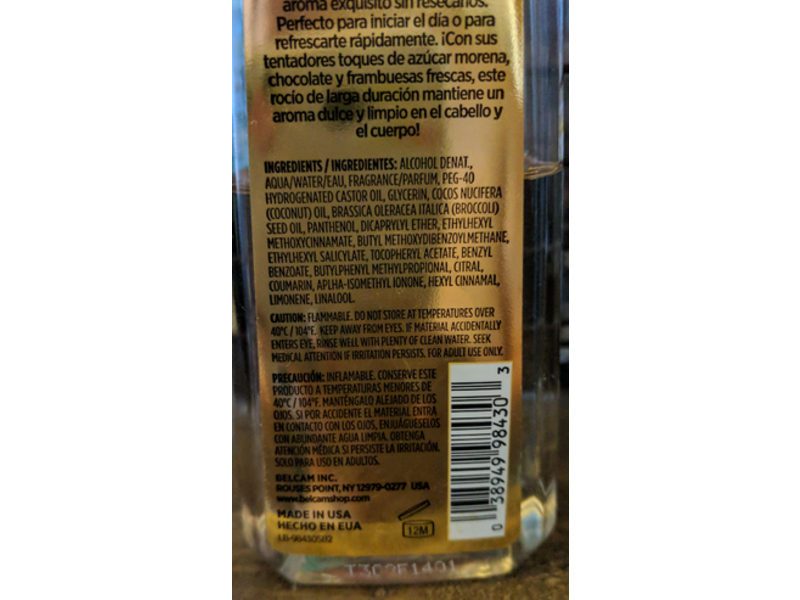 aroma exquisito sin resecarlos.
Perfecto para iniciar el día o para
refrescarte rápidamente. ¡Con sus
tentadores toques de azúcar morena,
chocolate y frambuesas frescas, este
rocío de larga duración mantiene un
aroma dulce y limpio en el cabello y
el cuerpo!
INGREDIENTS / INGREDIENTES: ALCOHOL DENAT.,
AQUA/WATER/EAU, FRAGRANCE/PARFUM, PEG-40
HYDROGENATED CASTOR OIL, GLYCERIN, COCOS NUCIFERA
(COCONUT) OIL, BRASSICA OLERACEA ITALICA (BROCCOLI)
SEED OIL, PANTHENOL, DICAPRYLYL ETHER, ETHYLHEXYL
METHOXYCINNAMATE, BUTYL METHOXYDIBENZOYLMETHANE,
ETHYLHEXYL SALICYLATE, TOCOPHERYL ACETATE, BENZYL
BENZOATE, BUTYLPHENYL METHYLPROPIONAL, CITRAL,
COUMARIN, APLHA-ISOMETHYL IONONE, HEXYL CINNAMAL,
LIMONENE, LINALOOL.
CAUTION: FLAMMABLE. DO NOT STORE AT TEMPERATURES OVER
40°C / 104°F. KEEP AWAY FROM EYES. IF MATERIAL ACCIDENTALLY
ENTERS EYE, RINSE WELL WITH PLENTY OF CLEAN WATER. SEEK
MEDICAL ATTENTION IF IRRITATION PERSISTS. FOR ADULT USE ONLY.
PRECAUCIÓN: INFLAMABLE. CONSERVE ESTE
PRODUCTO A TEMPERATURAS MENORES DE
40°C / 104°F. MANTÉNGALO ALEJADO DE LOS
OJOS. SI POR ACCIDENTE EL MATERIAL ENTRA
EN CONTACTO CON LOS OJOS, ENJUÁGUESELOS
CON ABUNDANTE AGUA LIMPIA. OBTENGA
ATENCIÓN MÉDICA SI PERSISTE LA IRRITACIÓN.
SOLO PARA USO EN ADULTOS.
BELCAM INC.
ROUSES POINT, NY 12979-0277 USA
www.belcamshop.com
MADE IN USA
HECHO EN EUA
12M
0 38949 98430 3